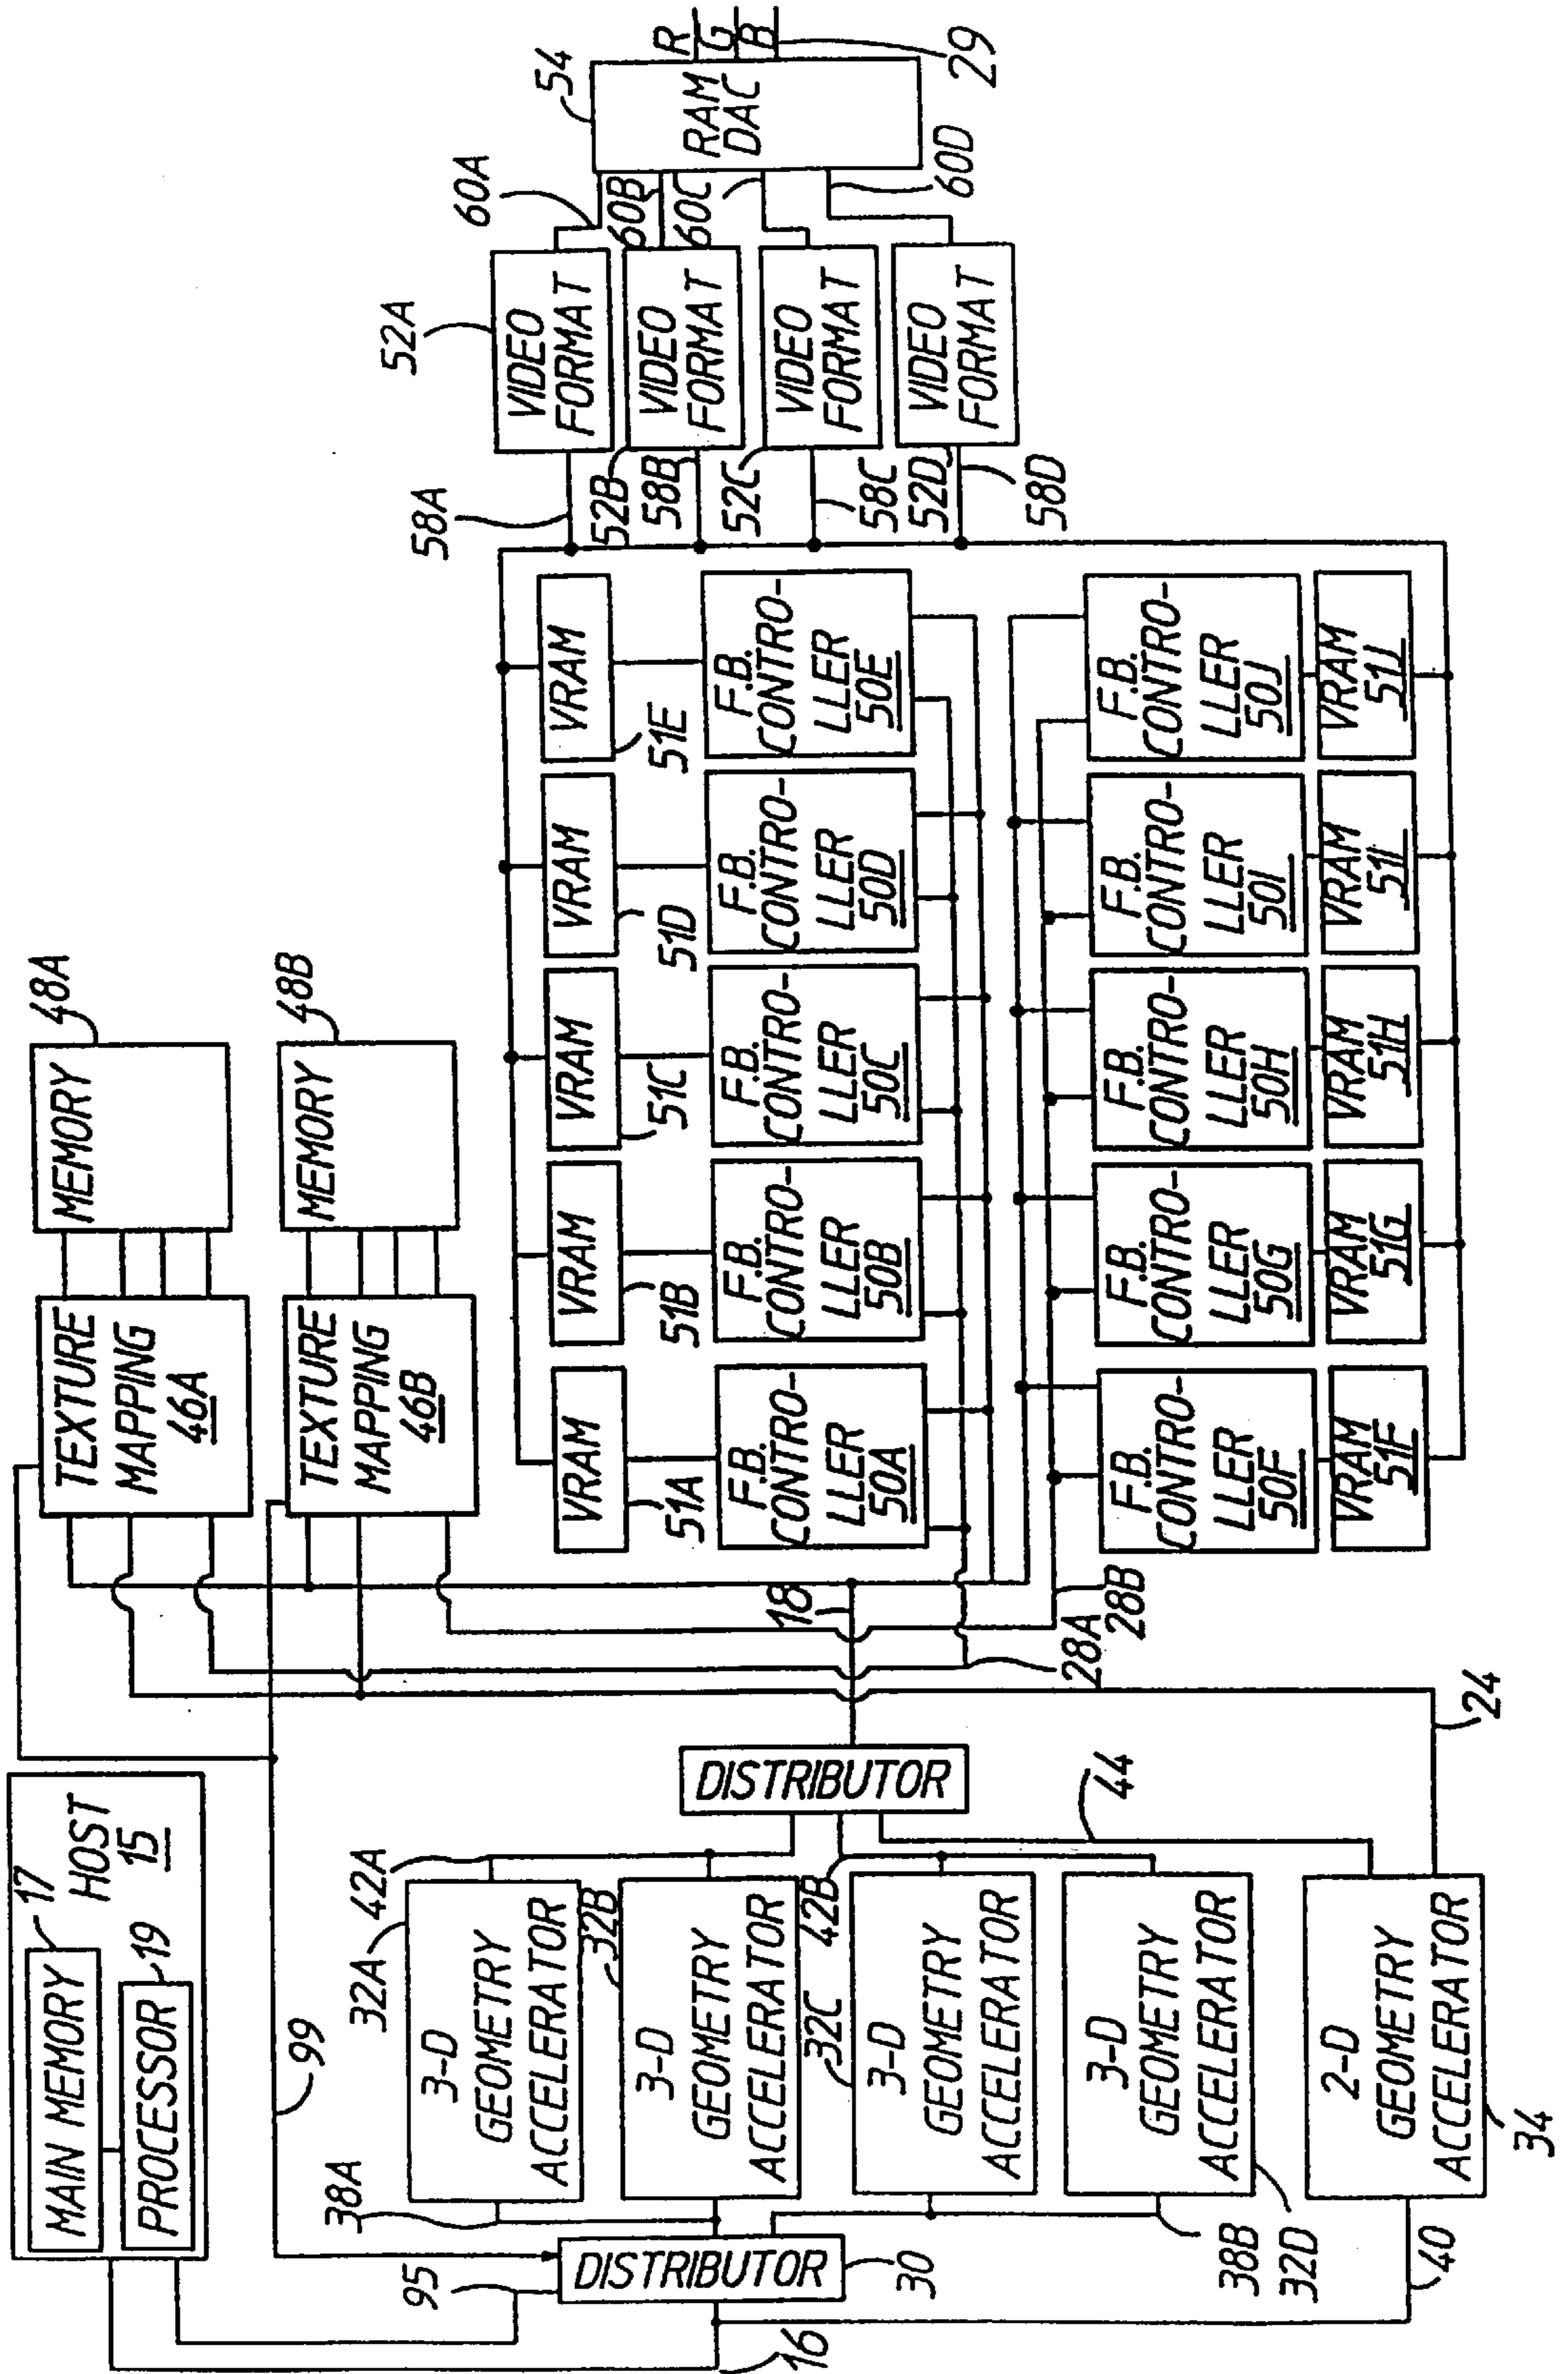 MAIN MEMORY
17
PROCESSOR
19
HOST
15
99
95
16
DISTRIBUTOR
30
38A
38B
40
3-D
GEOMETRY
ACCELERATOR
32A
42A
3-D
GEOMETRY
ACCELERATOR
32B
3-D
GEOMETRY
ACCELERATOR
32C
42B
3-D
GEOMETRY
ACCELERATOR
32D
2-D
GEOMETRY
ACCELERATOR
34
44
24
DISTRIBUTOR
18
28A
28B
TEXTURE
MAPPING
46A
MEMORY
48A
TEXTURE
MAPPING
46B
MEMORY
48B
VRAM
51A
VRAM
51B
VRAM
51C
VRAM
51D
VRAM
51E
F.B.
CONTRO-
LLER
50A
F.B.
CONTRO-
LLER
50B
F.B.
CONTRO-
LLER
50C
F.B.
CONTRO-
LLER
50D
F.B.
CONTRO-
LLER
50E
F.B.
CONTRO-
LLER
50F
F.B.
CONTRO-
LLER
50G
F.B.
CONTRO-
LLER
50H
F.B.
CONTRO-
LLER
50I
F.B.
CONTRO-
LLER
50J
VRAM
51F
VRAM
51G
VRAM
51H
VRAM
51I
VRAM
51J
58A
52A
VIDEO
FORMAT
60A
52B
58B
VIDEO
FORMAT
60B
52C
58C
VIDEO
FORMAT
60C
52D
58D
VIDEO
FORMAT
60D
54
RAM
DAC
R
G
B
29